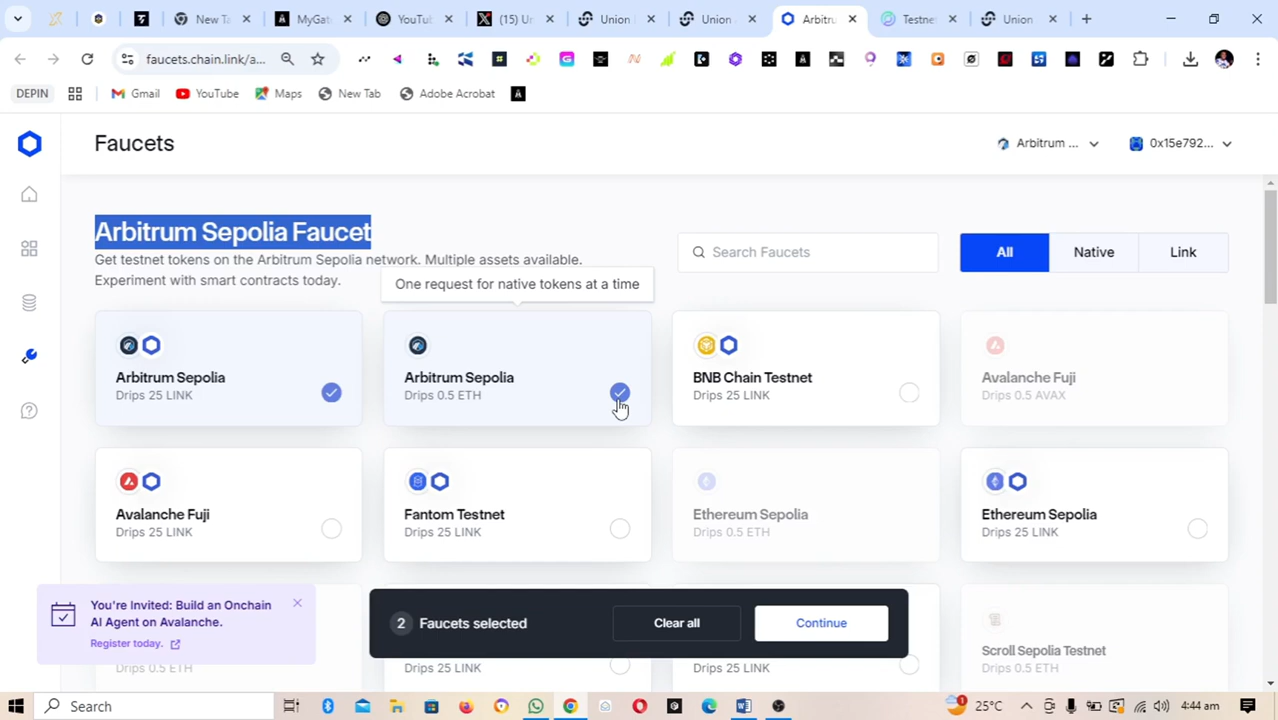 New Ta
MyGat
YouTu
(15) U
Union
Union
Arbitru
Testne
Union
faucets.chain.link/a...
DEPIN
Gmail
YouTube
Maps
New Tab
Adobe Acrobat
Faucets
Arbitrum ...
0x15e792...
Arbitrum Sepolia Faucet
Get testnet tokens on the Arbitrum Sepolia network. Multiple assets available.
Experiment with smart contracts today.
Search Faucets
All
Native
Link
One request for native tokens at a time
Arbitrum Sepolia
Drips 25 LINK
Arbitrum Sepolia
Drips 0.5 ETH
BNB Chain Testnet
Drips 25 LINK
Avalanche Fuji
Drips 0.5 AVAX
Avalanche Fuji
Drips 25 LINK
Fantom Testnet
Drips 25 LINK
Ethereum Sepolia
Drips 0.5 ETH
Ethereum Sepolia
Drips 25 LINK
You're Invited: Build an Onchain
AI Agent on Avalanche.
Register today.
2 Faucets selected
Clear all
Continue
Drips 0.5 ETH
Drips 25 LINK
Drips 25 LINK
Scroll Sepolia Testnet
Drips 0.5 ETH
Search
1
25°C
4:44 am